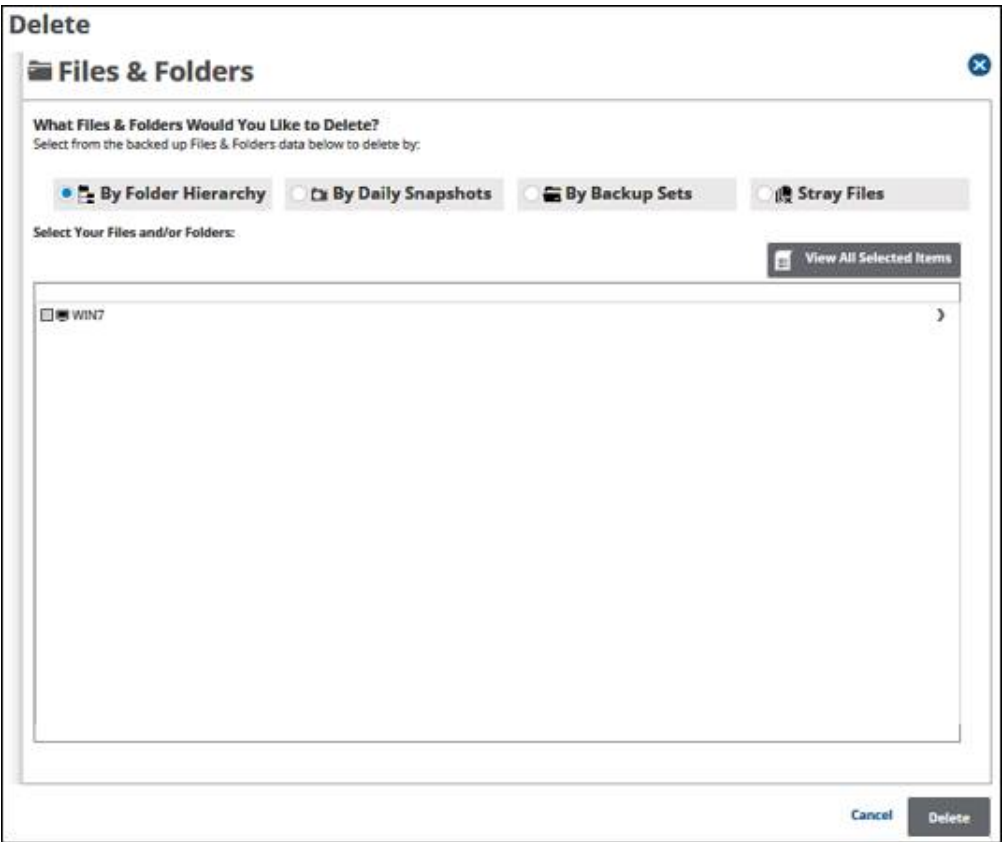 Delete
Files & Folders
What Files & Folders Would You Like to Delete?
Select from the backed up Files & Folders data below to delete by:
By Folder Hierarchy By Daily Snapshots By Backup Sets Stray Files
Select Your Files and/or Folders:
View All Selected Items
WIN7
Cancel Delete